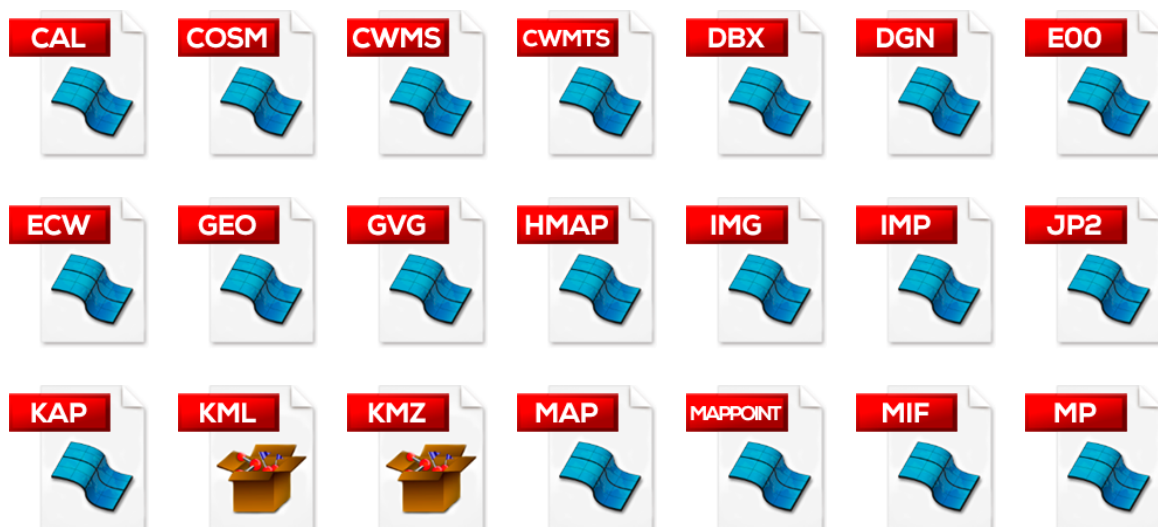 CAL COSM CWMS CWMTS DBX DGN E00
ECW GEO GVG HMAP IMG IMP JP2
KAP KML KMZ MAP MAPPOINT MIF MP